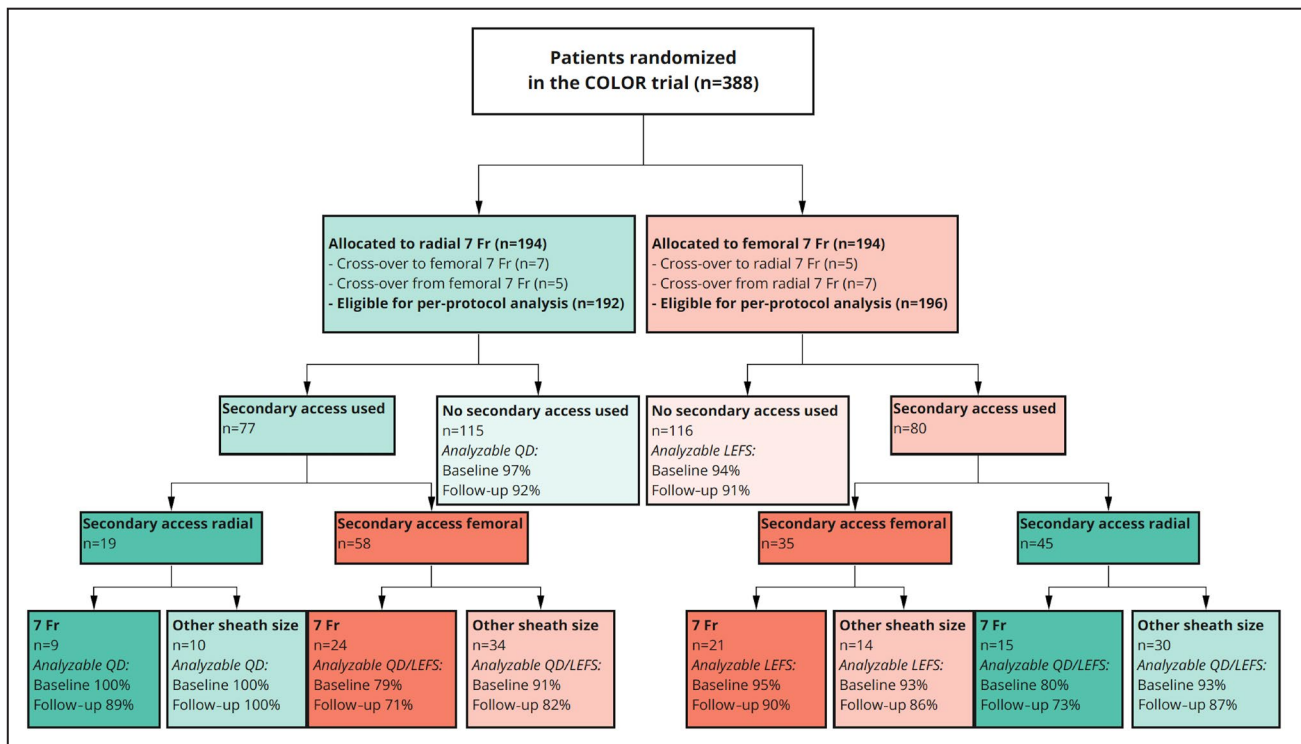 Patients randomized
in the COLOR trial (n=388)
Allocated to radial 7 Fr (n=194)
- Cross-over to femoral 7 Fr (n=7)
- Cross-over from femoral 7 Fr (n=5)
- Eligible for per-protocol analysis (n=192)
Allocated to femoral 7 Fr (n=194)
- Cross-over to radial 7 Fr (n=5)
- Cross-over from radial 7 Fr (n=7)
- Eligible for per-protocol analysis (n=196)
Secondary access used
n=77
No secondary access used
n=115
Analyzable QD:
Baseline 97%
Follow-up 92%
No secondary access used
n=116
Analyzable LEFS:
Baseline 94%
Follow-up 91%
Secondary access used
n=80
Secondary access radial
n=19
Secondary access femoral
n=58
Secondary access femoral
n=35
Secondary access radial
n=45
7 Fr
n=9
Analyzable QD:
Baseline 100%
Follow-up 89%
Other sheath size
n=10
Analyzable QD:
Baseline 100%
Follow-up 100%
7 Fr
n=24
Analyzable QD/LEFS:
Baseline 79%
Follow-up 71%
Other sheath size
n=34
Analyzable QD/LEFS:
Baseline 91%
Follow-up 82%
7 Fr
n=21
Analyzable LEFS:
Baseline 95%
Follow-up 90%
Other sheath size
n=14
Analyzable LEFS:
Baseline 93%
Follow-up 86%
7 Fr
n=15
Analyzable QD/LEFS:
Baseline 80%
Follow-up 73%
Other sheath size
n=30
Analyzable QD/LEFS:
Baseline 93%
Follow-up 87%